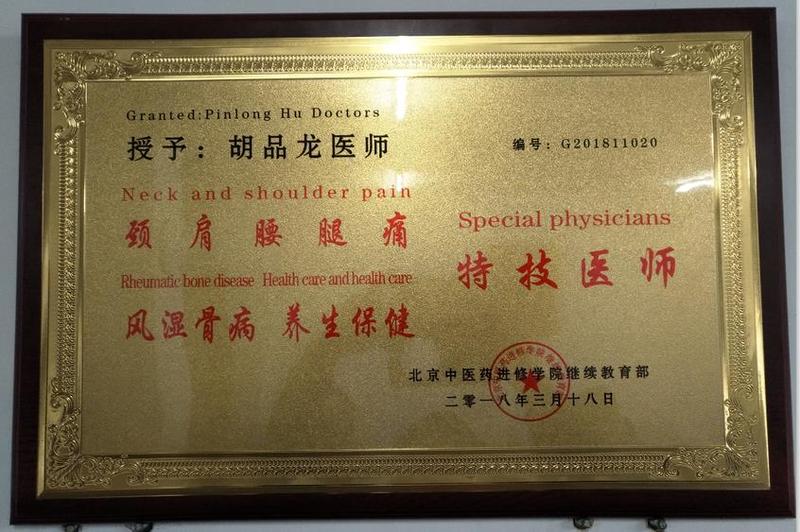 Granted:Pinlong Hu Doctors
授予：胡品龙医师
编号：G201811020
Neck and shoulder pain
颈肩腰腿痛
Special physicians
特技医师
Rheumatic bone disease Health care and health care
风湿骨病 养生保健
北京中医药进修学院继续教育部
二零一八年三月十八日